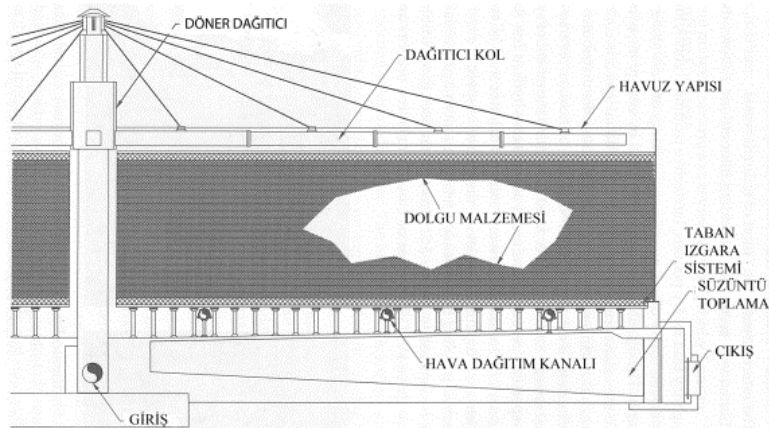 DÖNER DAĞITICI
DAĞITICI KOL
HAVUZ YAPISI
DOLGU MALZEMESİ
TABAN
IZGARA
SİSTEMİ
SÜZÜNTÜ
TOPLAMA
HAVA DAĞITIM KANALI
ÇIKIŞ
GİRİŞ